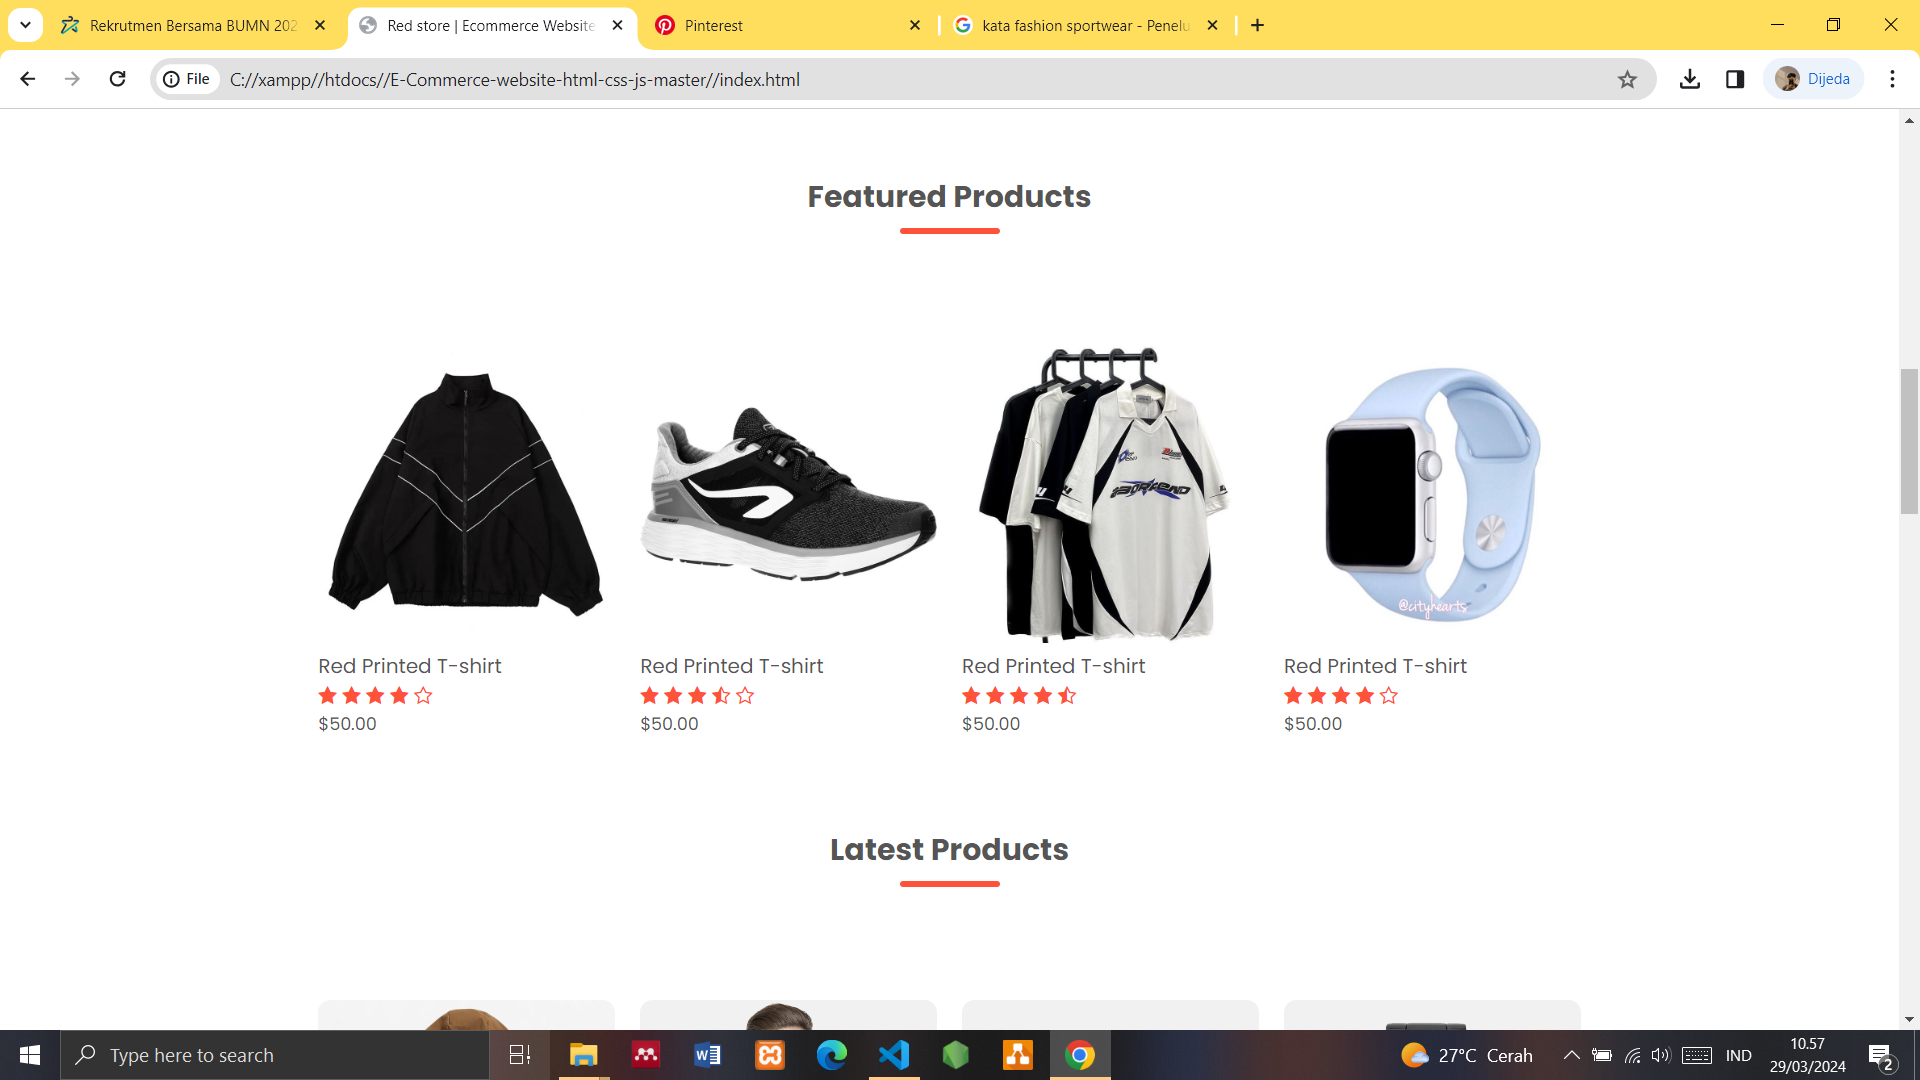 Rekrutmen Bersama BUMN 202
Red store | Ecommerce Website
Pinterest
kata fashion sportwear - Penelu
File
C://xampp//htdocs//E-Commerce-website-html-css-js-master//index.html
Dijeda
Featured Products
@cityhearts
Red Printed T-shirt
Red Printed T-shirt
Red Printed T-shirt
Red Printed T-shirt
$50.00
$50.00
$50.00
$50.00
Latest Products
Type here to search
27°C Cerah
IND
10.57
29/03/2024
2